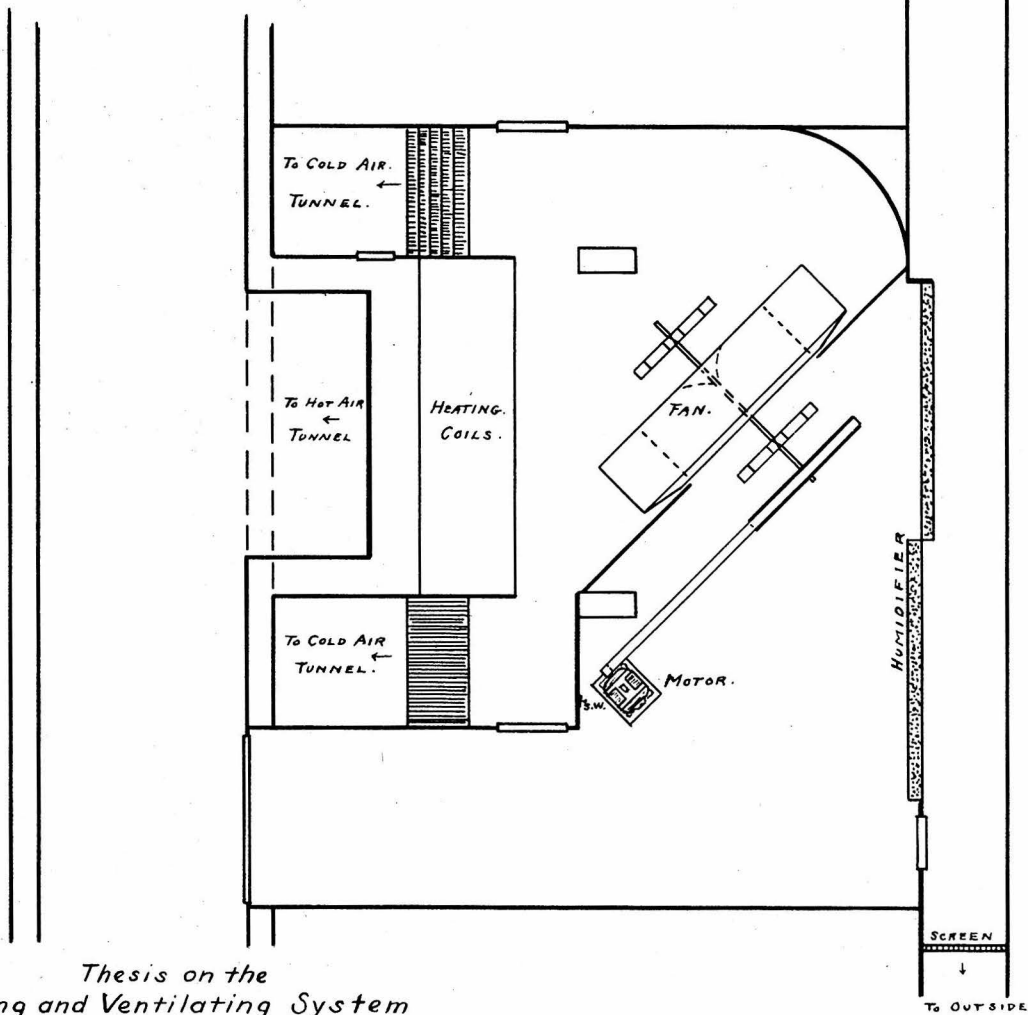 To COLD AIR.
TUNNEL.
To HOT AIR
TUNNEL
HEATING.
COILS.
FAN.
HUMIDIFIER
To COLD AIR
TUNNEL.
MOTOR.
S.W.
SCREEN
To OUTSIDE
Thesis on the
ng and Ventilating System